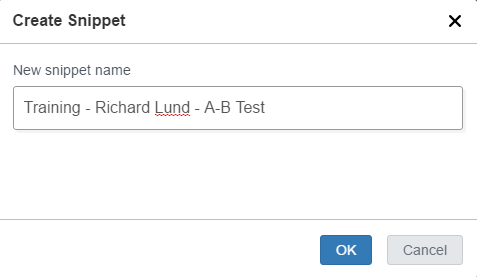 Create Snippet
New snippet name
Training - Richard Lund - A-B Test
OK
Cancel